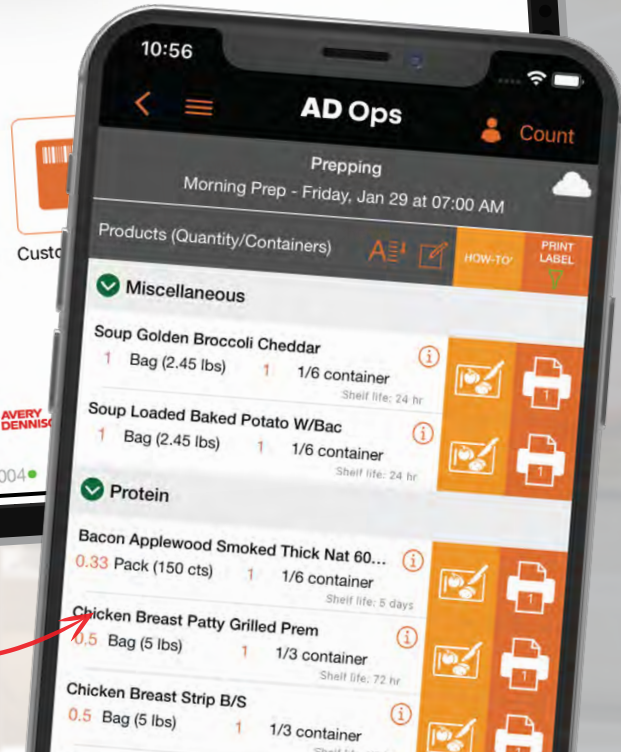 10:56
AD Ops
Count
Prepping
Morning Prep - Friday, Jan 29 at 07:00 AM
Products (Quantity/Containers)
HOW-TO'
PRINT
LABEL
Miscellaneous
Soup Golden Broccoli Cheddar
1 Bag (2.45 lbs) 1 1/6 container
Shelf life: 24 hr
1
Soup Loaded Baked Potato W/Bac
1 Bag (2.45 lbs) 1 1/6 container
Shelf life: 24 hr
1
Protein
Bacon Applewood Smoked Thick Nat 60...
0.33 Pack (150 cts) 1 1/6 container
Shelf life: 5 days
1
Chicken Breast Patty Grilled Prem
0.5 Bag (5 lbs) 1 1/3 container
Shelf life: 72 hr
1
Chicken Breast Strip B/S
0.5 Bag (5 lbs) 1 1/3 container
1
Custo
AVERY
DENNIS
004